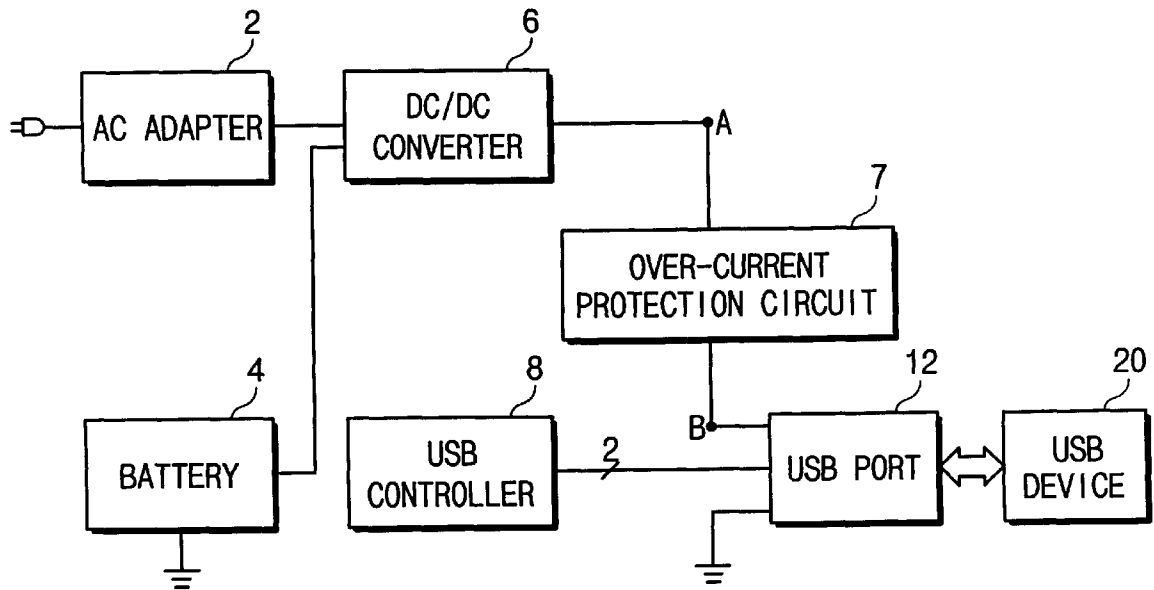 2
AC ADAPTER
6
DC/DC
CONVERTER
A
7
OVER-CURRENT
PROTECTION CIRCUIT
4
BATTERY
8
USB
CONTROLLER
2
B
12
USB PORT
20
USB
DEVICE